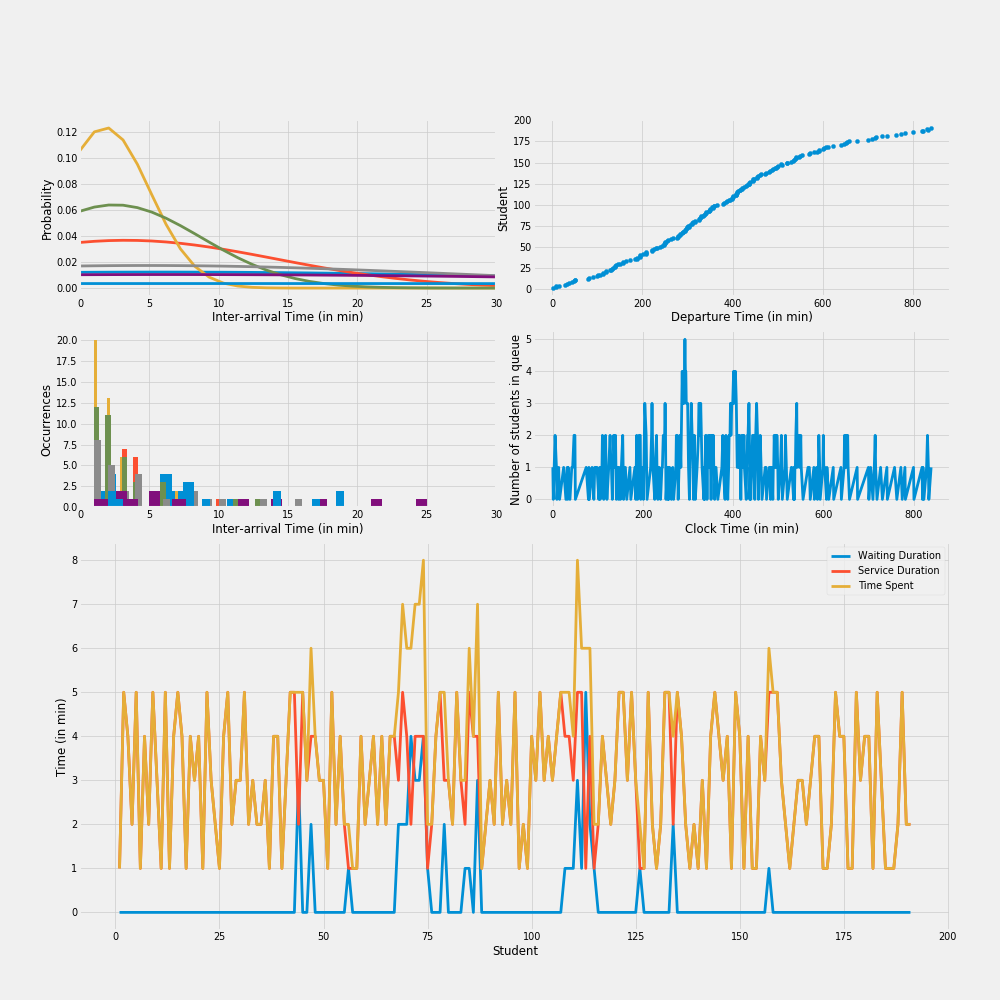 Probability
0.12
0.10
0.08
0.06
0.04
0.02
0.00
0 5 10 15 20 25 30
Inter-arrival Time (in min)
Student
200
175
150
125
100
75
50
25
0
0 200 400 600 800
Departure Time (in min)
Occurrences
20.0
17.5
15.0
12.5
10.0
7.5
5.0
2.5
0.0
0 5 10 15 20 25 30
Inter-arrival Time (in min)
Number of students in queue
5
4
3
2
1
0
0 200 400 600 800
Clock Time (in min)
Time (in min)
8
7
6
5
4
3
2
1
0
Waiting Duration
Service Duration
Time Spent
0 25 50 75 100 125 150 175 200
Student